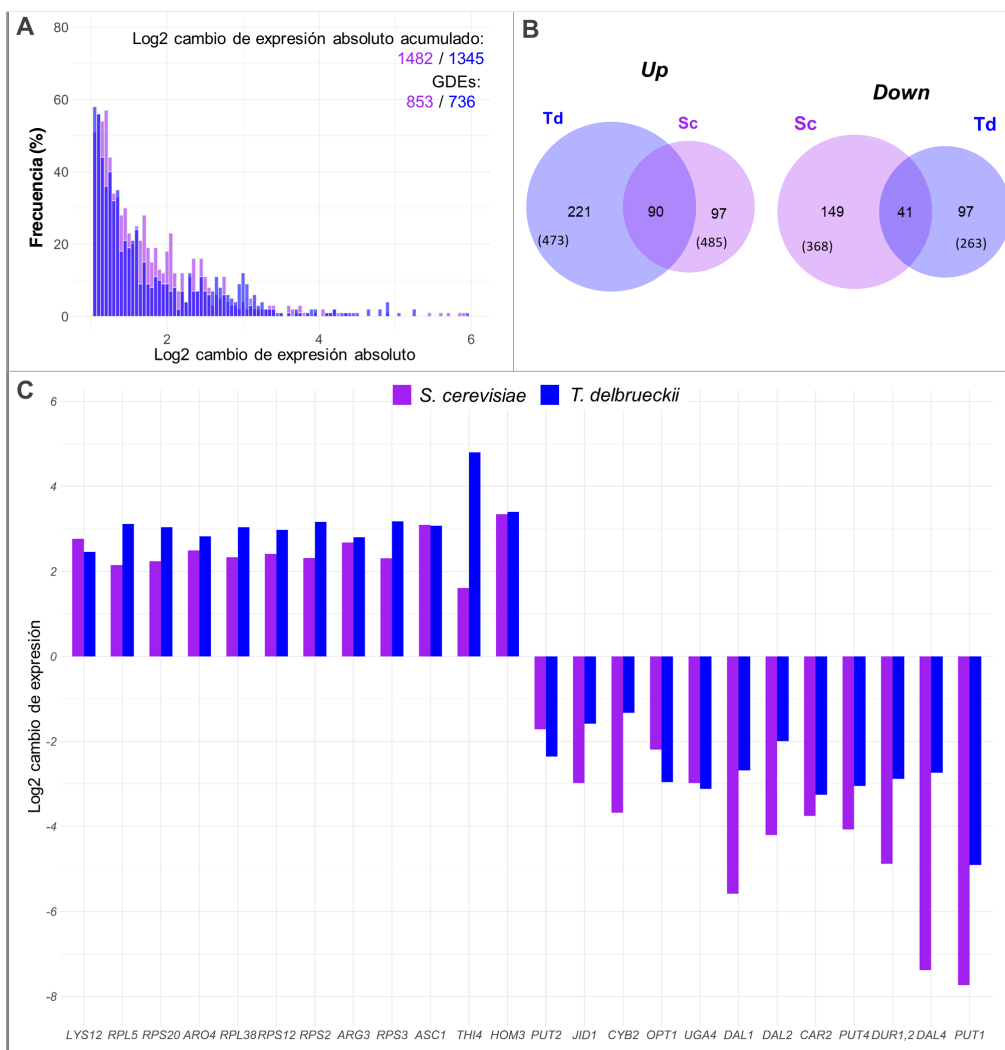 A
Log2 cambio de expresión absoluto acumulado:
1482 / 1345
GDEs:
853 / 736
80
60
40
20
0
Frecuencia (%)
2
4
6
Log2 cambio de expresión absoluto
B
Up
Td
Sc
221
90
97
(473)
(485)
Down
Sc
Td
149
41
97
(368)
(263)
C
S. cerevisiae
T. delbrueckii
6
4
2
0
-2
-4
-6
-8
Log2 cambio de expresión
LYS12 RPL5 RPS20 ARO4 RPL38 RPS12 RPS2 ARG3 RPS3 ASC1 THI4 HOM3 PUT2 JID1 CYB2 OPT1 UGA4 DAL1 DAL2 CAR2 PUT4 DUR1,2 DAL4 PUT1